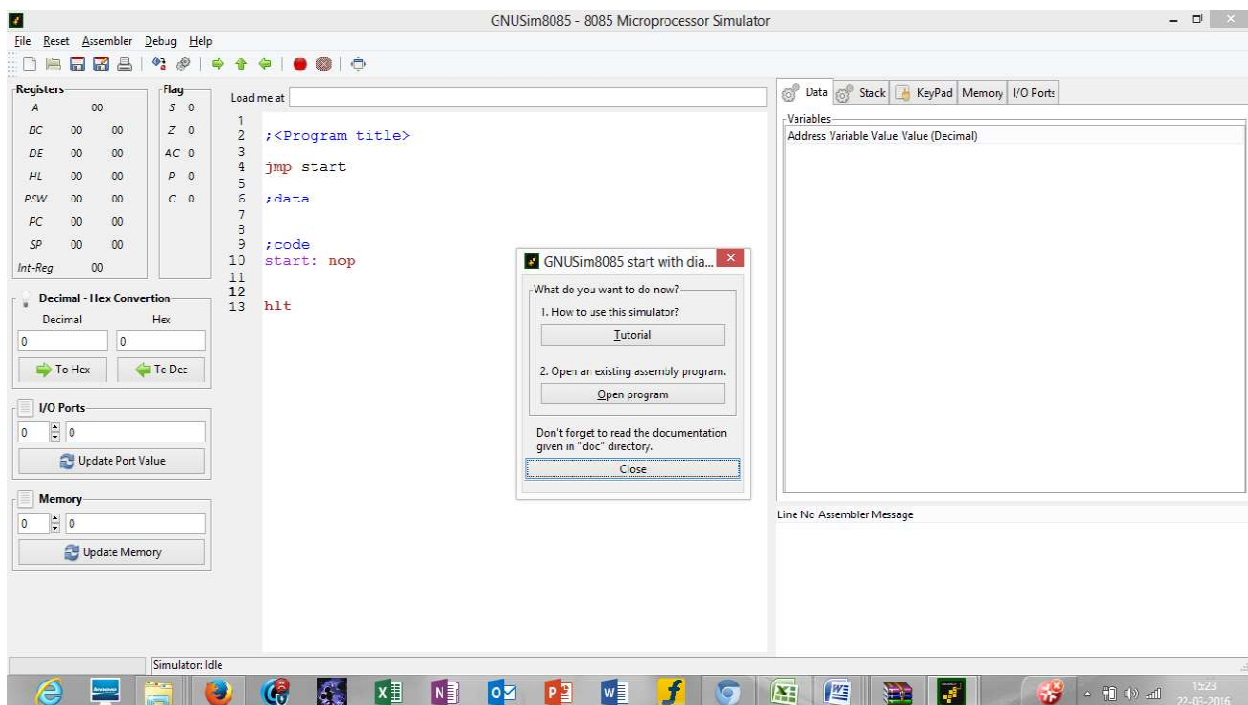 GNUSim8085 - 8085 Microprocessor Simulator
File Reset Assembler Debug Help
Registers
A 00
BC 00 00
DE 00 00
HL 00 00
PSW 00 00
PC 00 00
SP 00 00
Int-Reg 00
Flag
S 0
Z 0
AC 0
P 0
C 0
Decimal - Hex Convertion
Decimal Hex
0 0
To Hex To Dec
I/O Ports
0 0
Update Port Value
Memory
0 0
Update Memory
Load me at
1
2 ;<Program title>
3
4 jmp start
5
6 ;data
7
8
9 ;code
10 start: nop
11
12
13 hlt
GNUSim8085 start with dia...
What do you want to do now?
1. How to use this simulator?
Tutorial
2. Open an existing assembly program.
Open program
Don't forget to read the documentation
given in "doc" directory.
Close
Data Stack KeyPad Memory I/O Ports
Variables
Address Variable Value Value (Decimal)
Line No Assembler Message
Simulator: Idle
15:23
22-03-2016